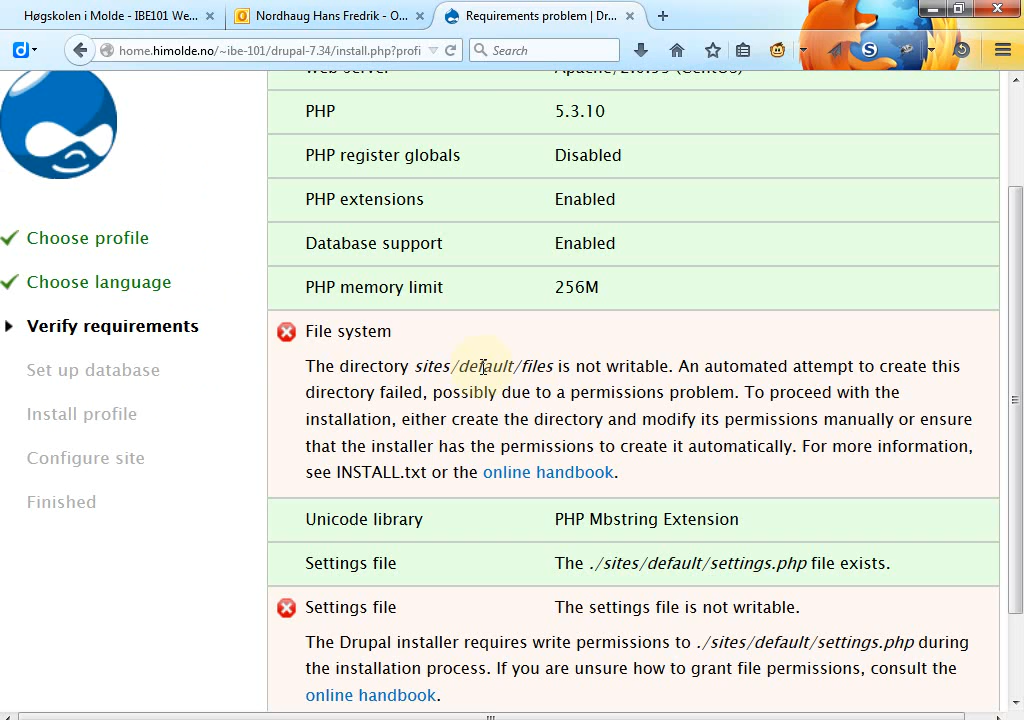 Høgskolen i Molde - IBE101 We...
Nordhaug Hans Fredrik - O...
Requirements problem | Dr...
home.himolde.no/~ibe-101/drupal-7.34/install.php?profi
Search
Web server Apache/2.0.59 (CentOS)
PHP 5.3.10
PHP register globals Disabled
PHP extensions Enabled
Database support Enabled
PHP memory limit 256M
Choose profile
Choose language
Verify requirements
Set up database
Install profile
Configure site
Finished
File system
The directory sites/default/files is not writable. An automated attempt to create this
directory failed, possibly due to a permissions problem. To proceed with the
installation, either create the directory and modify its permissions manually or ensure
that the installer has the permissions to create it automatically. For more information,
see INSTALL.txt or the online handbook.
Unicode library PHP Mbstring Extension
Settings file The ./sites/default/settings.php file exists.
Settings file The settings file is not writable.
The Drupal installer requires write permissions to ./sites/default/settings.php during
the installation process. If you are unsure how to grant file permissions, consult the
online handbook.